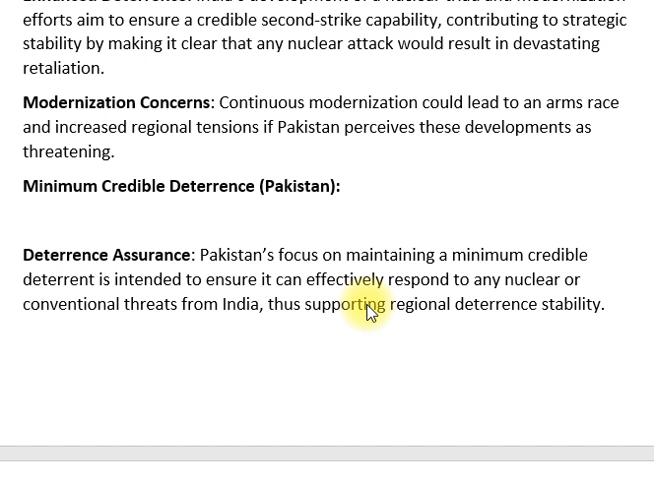 efforts aim to ensure a credible second-strike capability, contributing to strategic
stability by making it clear that any nuclear attack would result in devastating
retaliation.
Modernization Concerns: Continuous modernization could lead to an arms race
and increased regional tensions if Pakistan perceives these developments as
threatening.
Minimum Credible Deterrence (Pakistan):
Deterrence Assurance: Pakistan’s focus on maintaining a minimum credible
deterrent is intended to ensure it can effectively respond to any nuclear or
conventional threats from India, thus supporting regional deterrence stability.